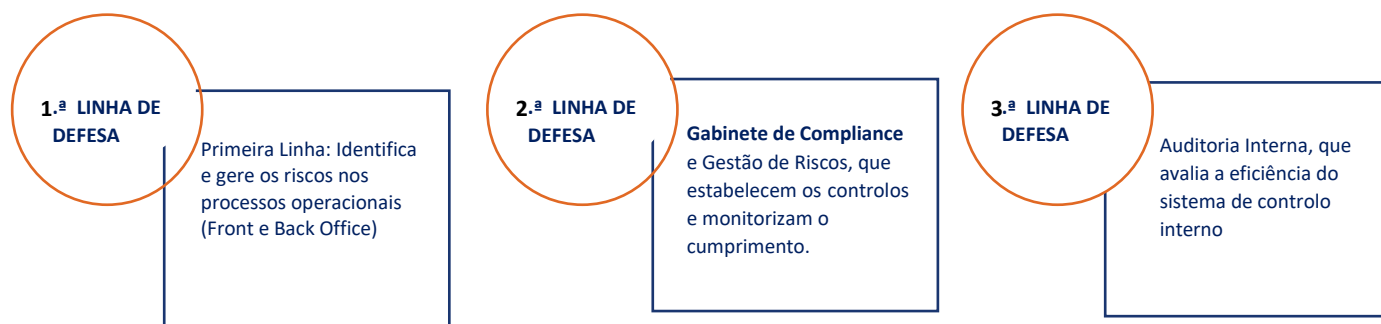 1.ª LINHA DE
DEFESA
Primeira Linha: Identifica
e gere os riscos nos
processos operacionais
(Front e Back Office)
2.ª LINHA DE
DEFESA
Gabinete de Compliance
e Gestão de Riscos, que
estabelecem os controlos
e monitorizam o
cumprimento.
3.ª LINHA DE
DEFESA
Auditoria Interna, que
avalia a eficiência do
sistema de controlo
interno